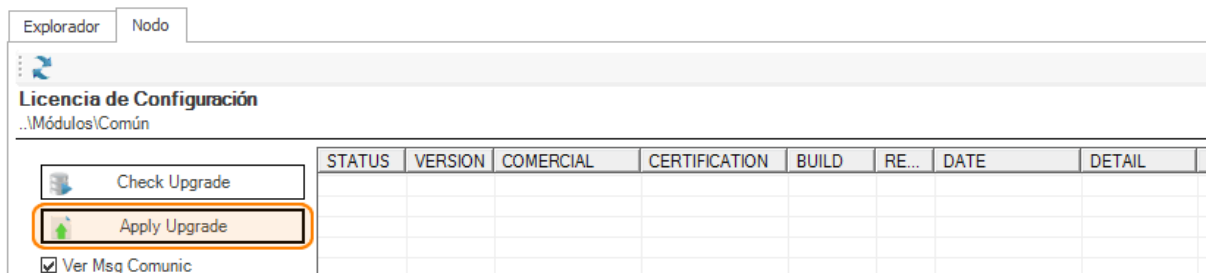 Explorador Nodo
Licencia de Configuración
..\Módulos\Común
STATUS VERSION COMERCIAL CERTIFICATION BUILD RE... DATE DETAIL
Check Upgrade
Apply Upgrade
Ver Msg Comunic